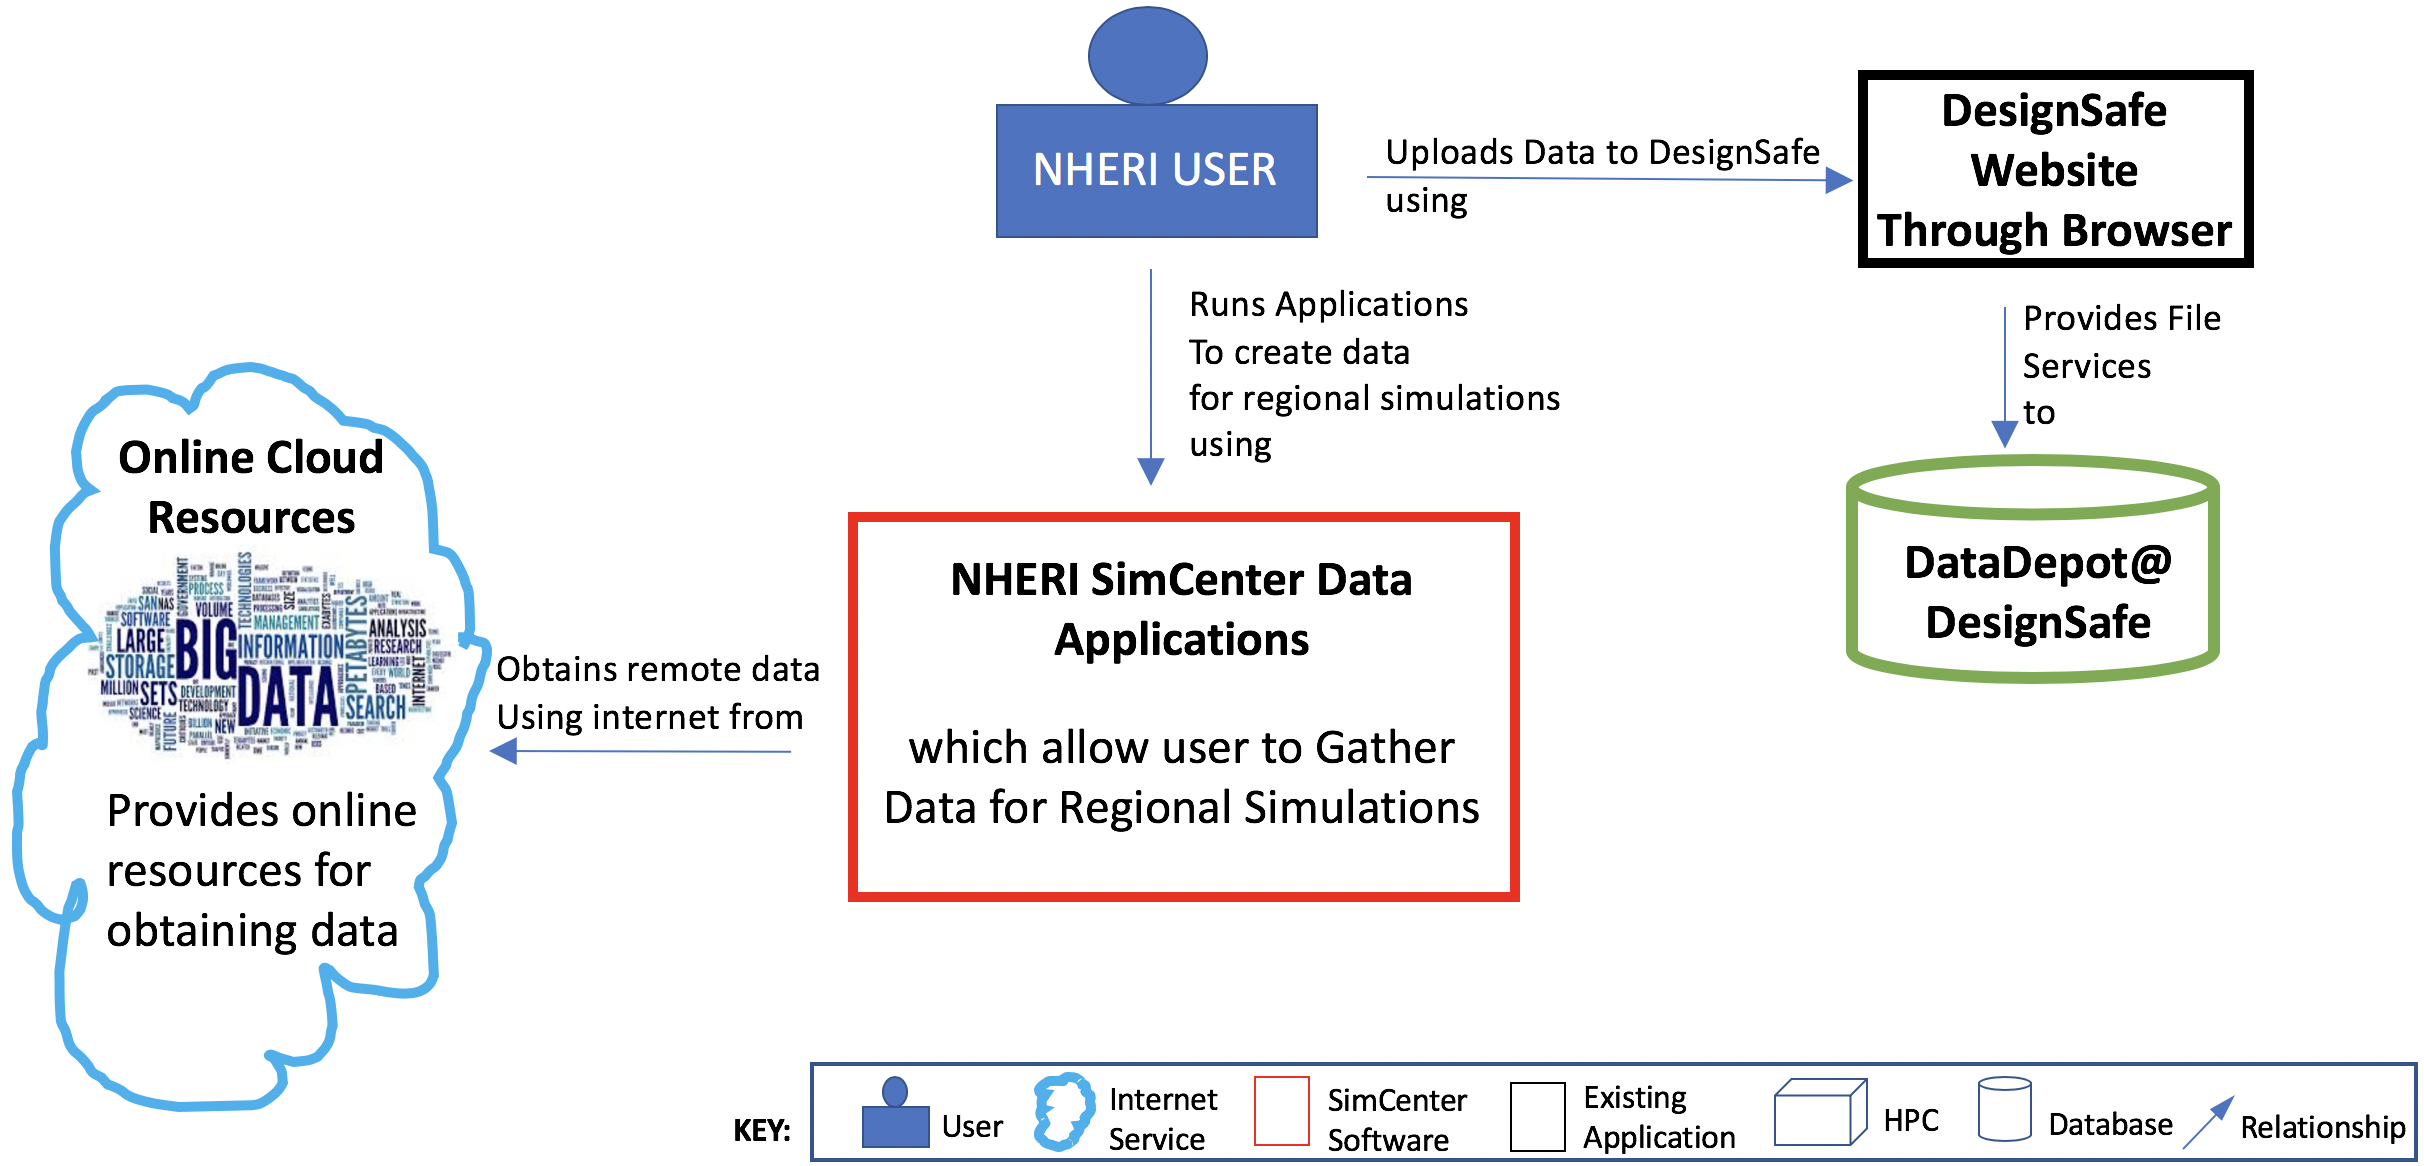 NHERI USER
Uploads Data to DesignSafe
using
DesignSafe
Website
Through Browser
Runs Applications
To create data
for regional simulations
using
Provides File
Services
to
Online Cloud
Resources
BIG
DATA
INFORMATION
MANAGEMENT
TECHNOLOGIES
GOVERNMENT
PROCESS
VOLUME
SOFTWARE
LARGE
STORAGE
MILLION
SETS
SCIENCE
FUTURE
DEVELOPMENT
TECHNOLOGY
BILLION
NEW
PETABYTES
ANALYSIS
RESEARCH
SEARCH
INTERNET
SIZE
Provides online
resources for
obtaining data
Obtains remote data
Using internet from
NHERI SimCenter Data
Applications
which allow user to Gather
Data for Regional Simulations
DataDepot@
DesignSafe
KEY:
User
Internet
Service
SimCenter
Software
Existing
Application
HPC
Database
Relationship